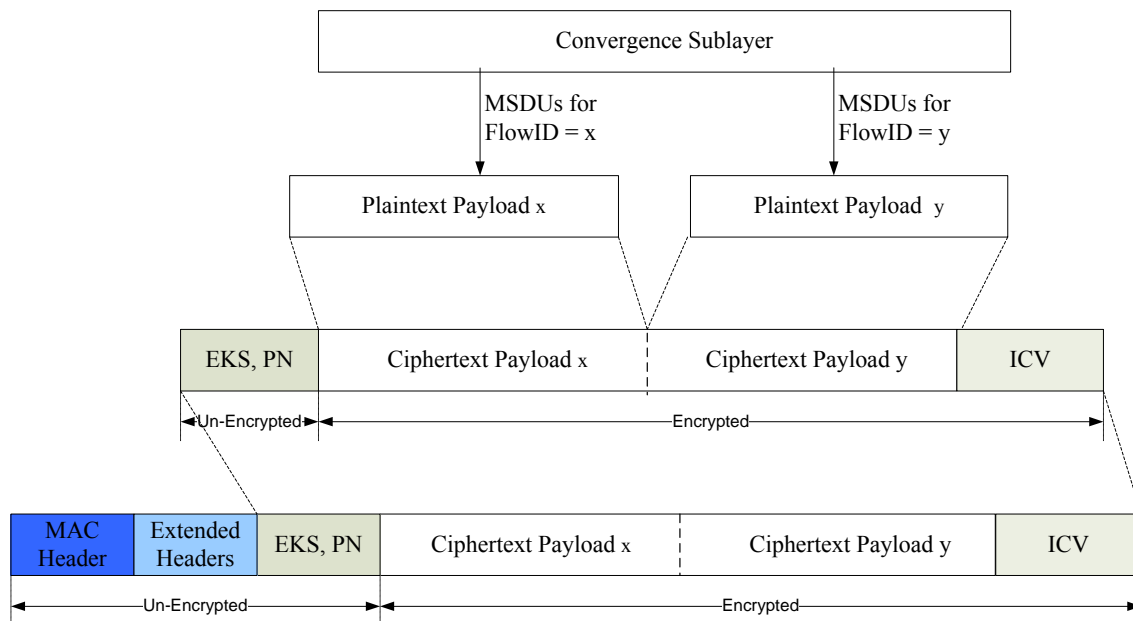 Convergence Sublayer
MSDUs for
FlowID = x
MSDUs for
FlowID = y
Plaintext Payload x
Plaintext Payload y
EKS, PN
Ciphertext Payload x
Ciphertext Payload y
ICV
Un-Encrypted
Encrypted
MAC
Header
Extended
Headers
EKS, PN
Ciphertext Payload x
Ciphertext Payload y
ICV
Un-Encrypted
Encrypted